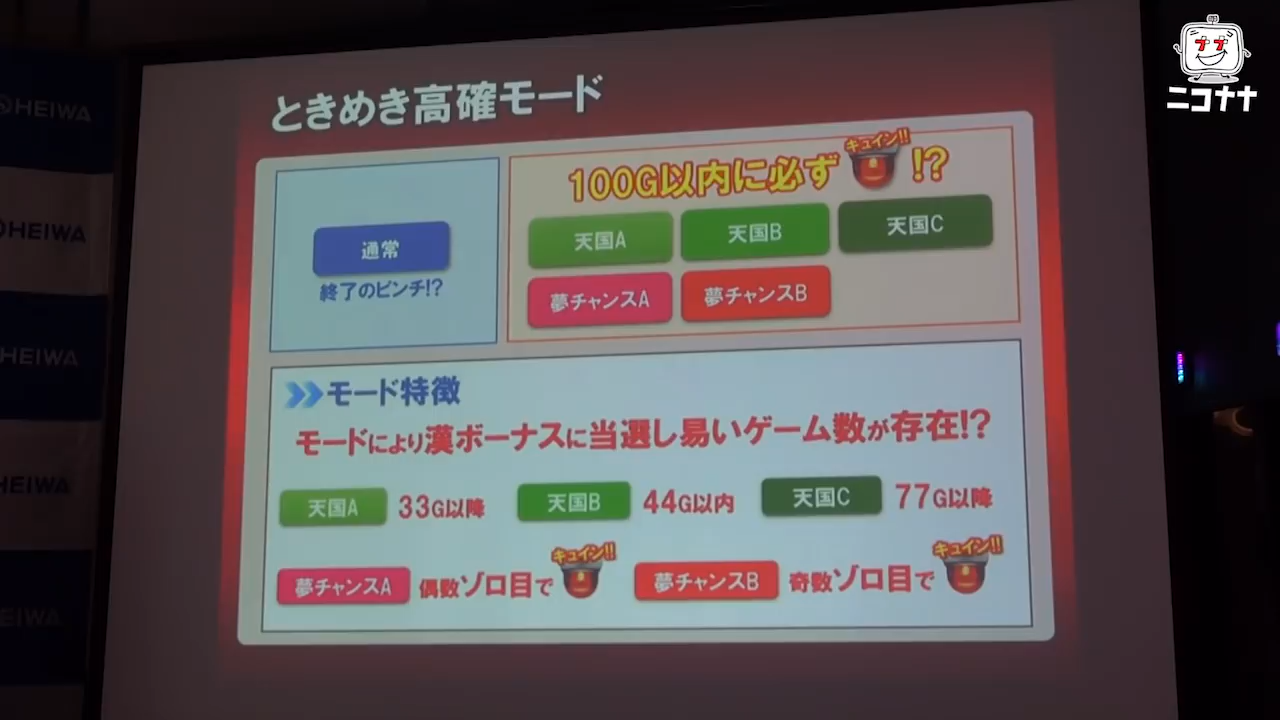 ニコナナ
HEIWA
HEIWA
HEIWA
HEIWA
HEIWA
ときめき高確モード
通常
終了のピンチ!?
100G以内に必ず キュイン!! !?
天国A 天国B 天国C
夢チャンスA 夢チャンスB
モード特徴
モードにより漢ボーナスに当選し易いゲーム数が存在!?
天国A 33G以降 天国B 44G以内 天国C 77G以降
夢チャンスA 偶数ゾロ目で キュイン!! 夢チャンスB 奇数ゾロ目で キュイン!!